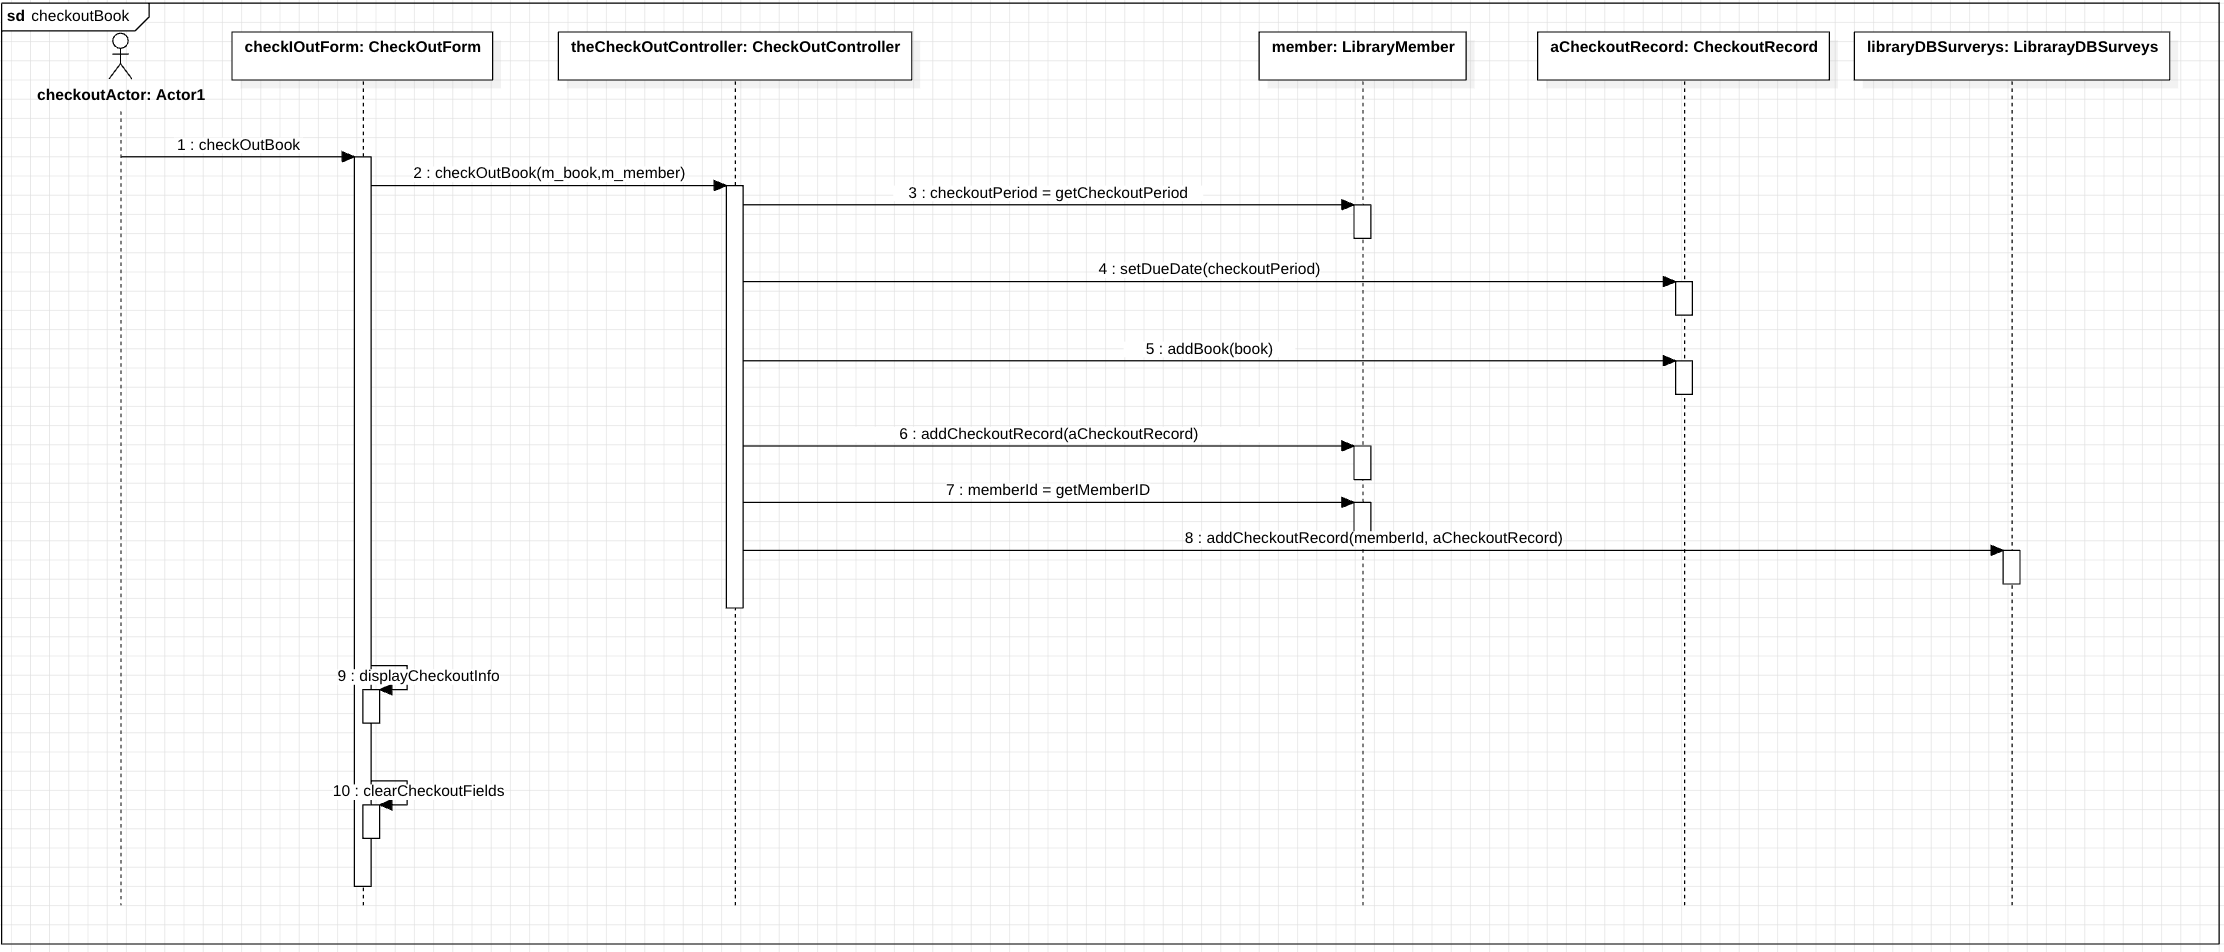 sd checkoutBook
checkoutActor: Actor1
checkIOutForm: CheckOutForm
theCheckOutController: CheckOutController
member: LibraryMember
aCheckoutRecord: CheckoutRecord
libraryDBSurverys: LibrarayDBSurveys
1 : checkOutBook
2 : checkOutBook(m_book,m_member)
3 : checkoutPeriod = getCheckoutPeriod
4 : setDueDate(checkoutPeriod)
5 : addBook(book)
6 : addCheckoutRecord(aCheckoutRecord)
7 : memberId = getMemberID
8 : addCheckoutRecord(memberId, aCheckoutRecord)
9 : displayCheckoutInfo
10 : clearCheckoutFields